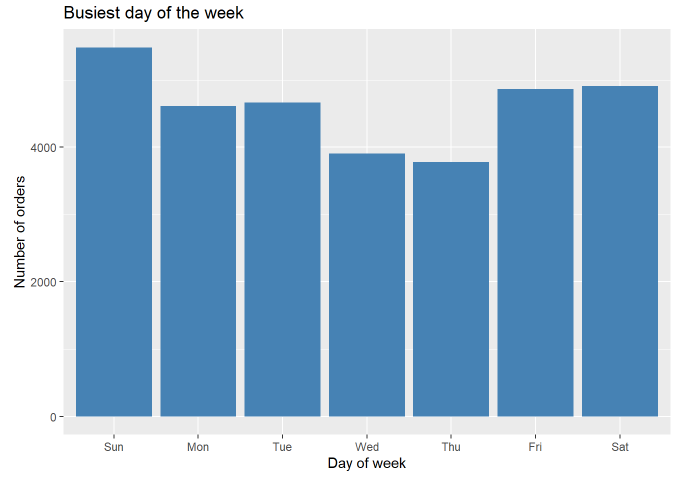 Busiest day of the week
Number of orders
4000
2000
0
Sun Mon Tue Wed Thu Fri Sat
Day of week